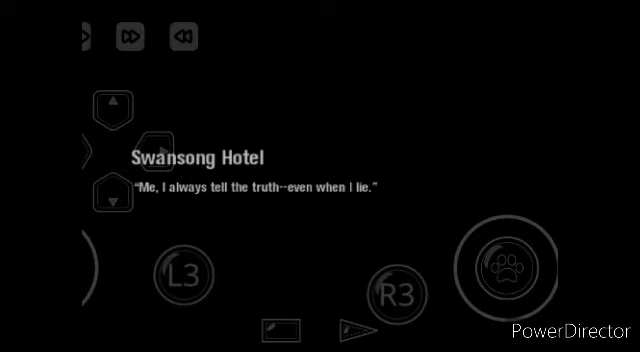 Swansong Hotel
“Me, I always tell the truth--even when I lie.”
L3
R3
PowerDirector